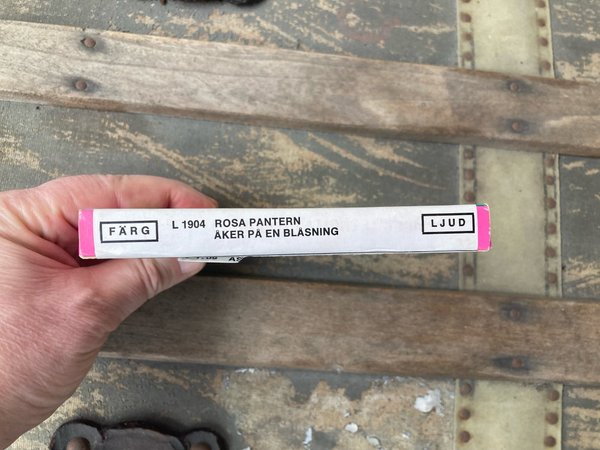 FÄRG
L 1904 ROSA PANTERN
ÅKER PÅ EN BLÅSNING
LJUD